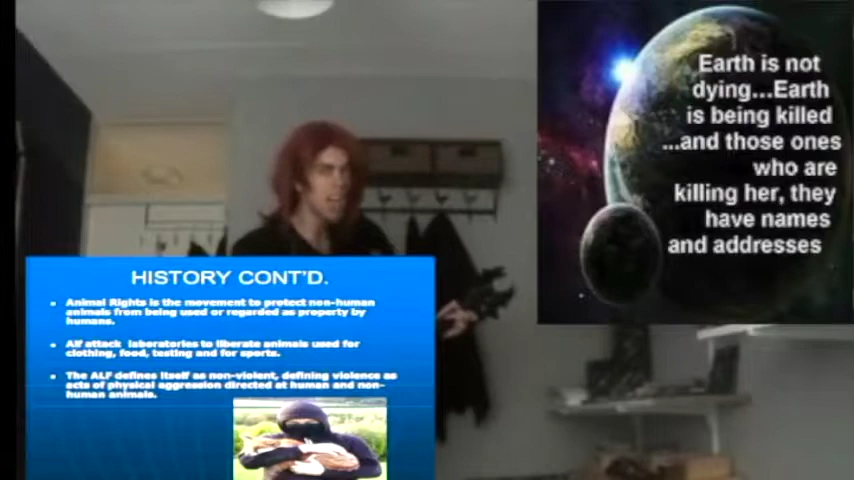 Earth is not
dying...Earth
is being killed
...and those ones
who are
killing her, they
have names
and addresses
HISTORY CONT'D.
Animal Rights is the movement to protect non-human
animals from being used or regarded as property by
humans.
Alf attack laboratories to liberate animals used for
clothing, food, testing and for sports.
The ALF defines itself as non-violent, defining violence as
acts of physical aggression directed at human and non-
human animals.